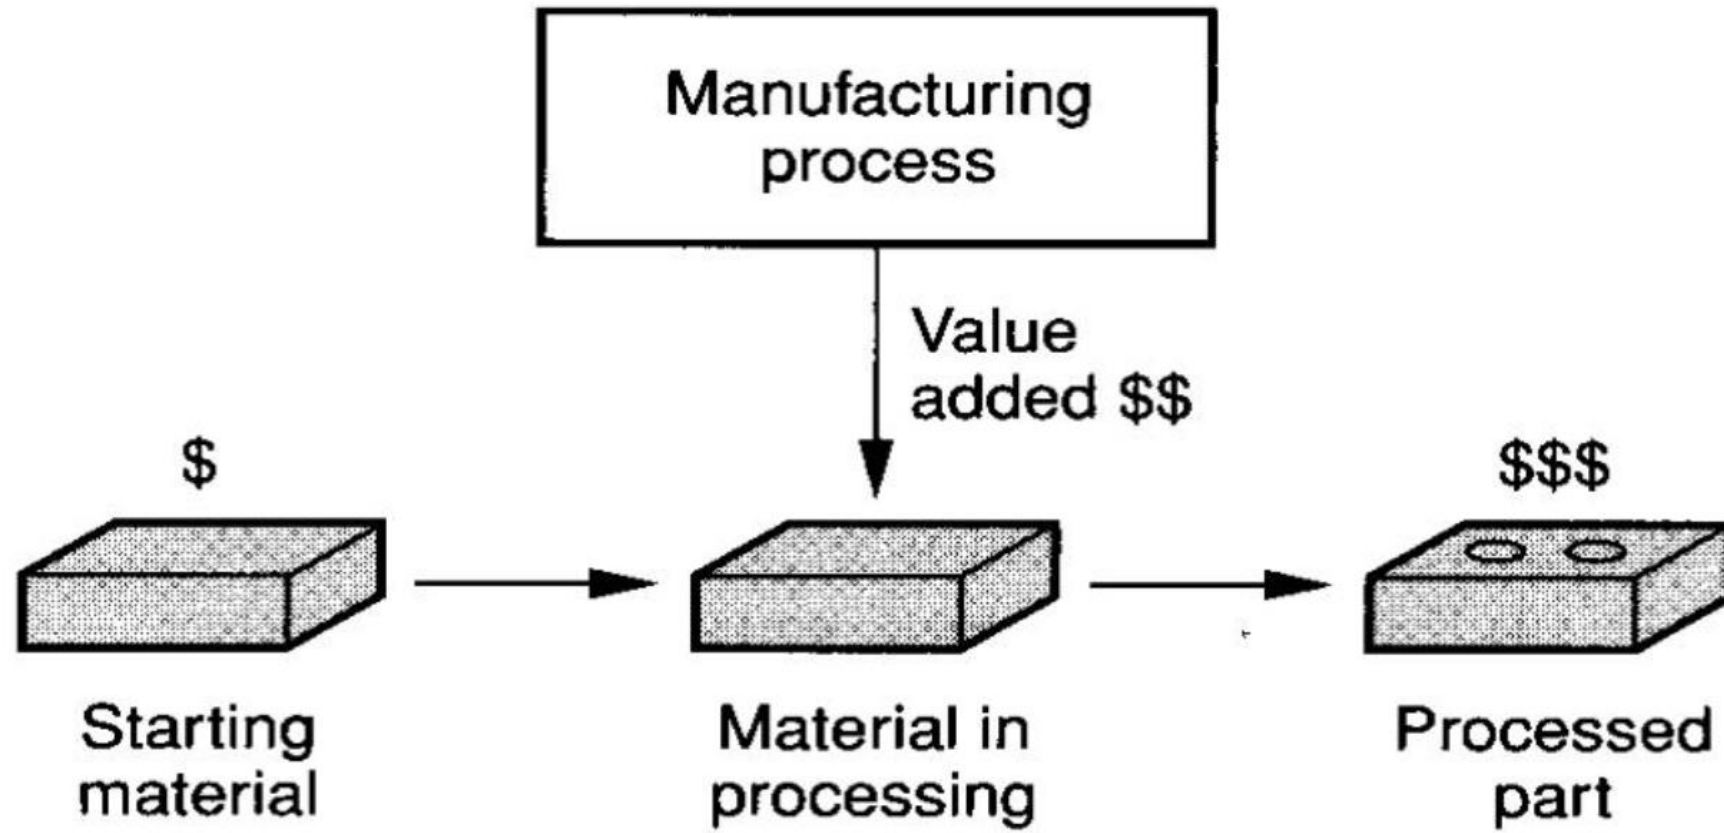 Manufacturing
process
Value
added $$
$
$$$
Starting
material
Material in
processing
Processed
part